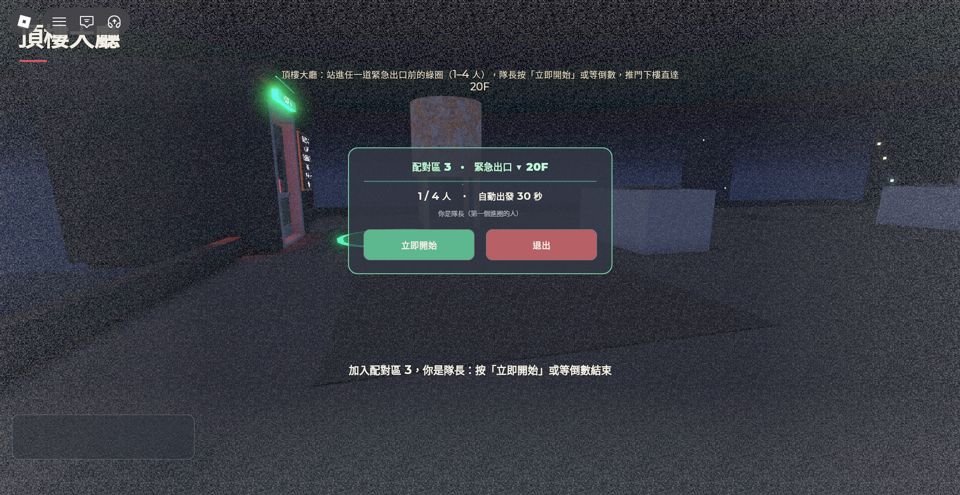 頂樓大廳
頂樓大廳：站進任一道緊急出口前的綠圈（1–4 人），隊長按「立即開始」或等倒數，推門下樓直達
20F
配對區 3 • 緊急出口 ▼ 20F
1 / 4 人 • 自動出發 30 秒
你是隊長（第一個進圈的人）
立即開始
退出
加入配對區 3，你是隊長：按「立即開始」或等倒數結束